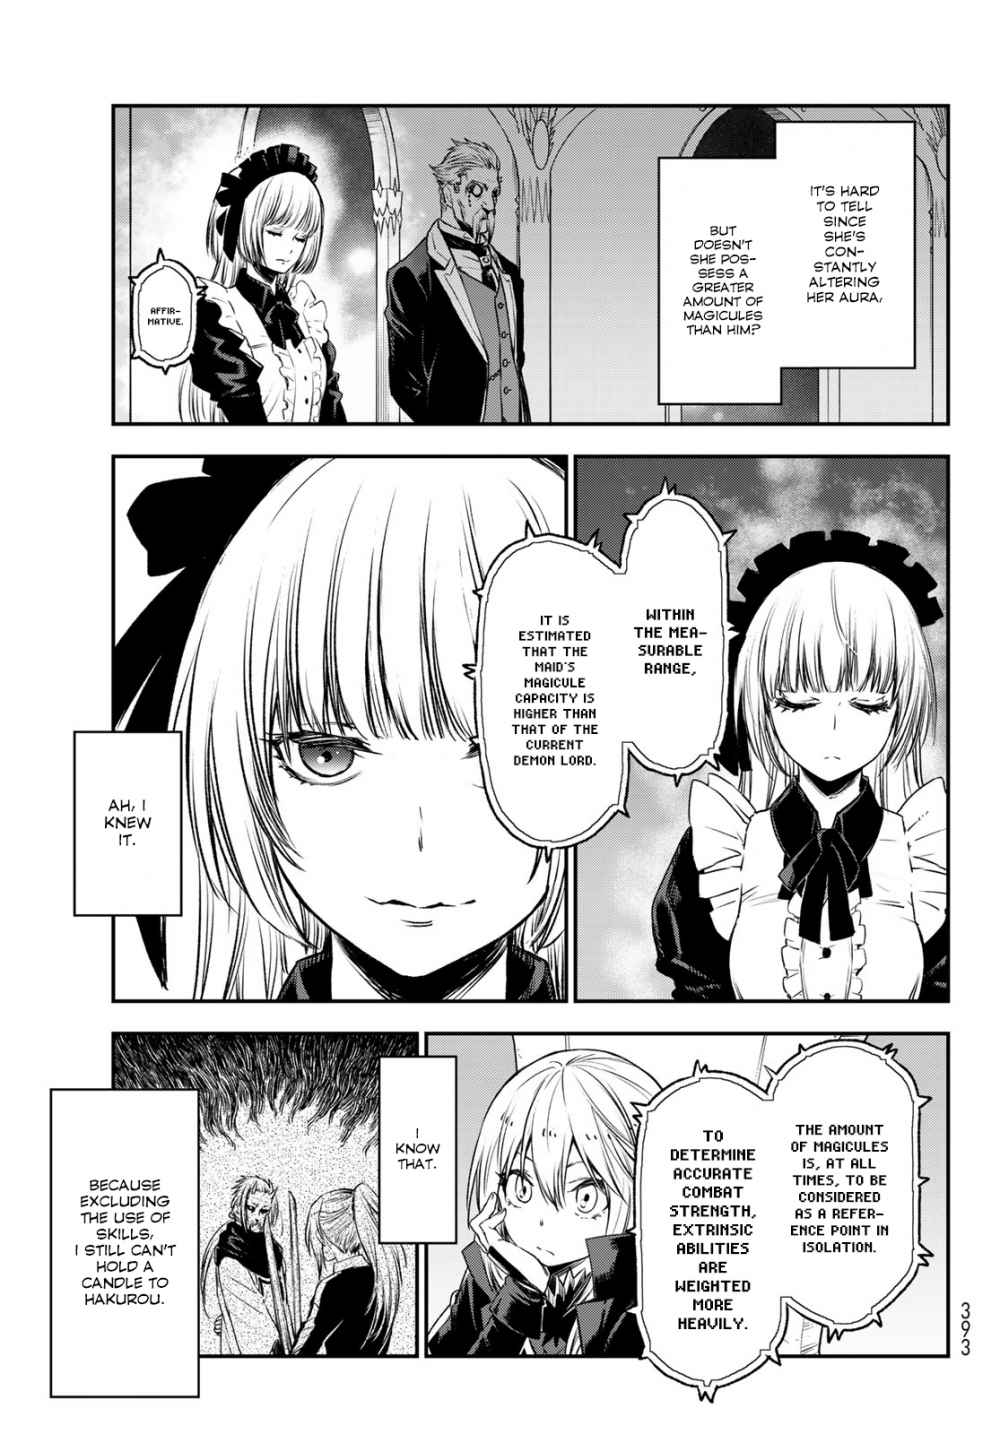 IT'S HARD
TO TELL
SINCE
SHE'S
CON-
STANTLY
ALTERING
HER AURA,
BUT
DOESN'T
SHE POS-
SESS A
GREATER
AMOUNT OF
MAGICULES
THAN HIM?
AFFIR-
MATIVE.
WITHIN
THE MEA-
SURABLE
RANGE,
IT IS
ESTIMATED
THAT THE
MAID'S
MAGICULE
CAPACITY IS
HIGHER THAN
THAT OF THE
CURRENT
DEMON LORD.
AH, I
KNEW
IT.
THE AMOUNT
OF MAGICULES
IS, AT ALL
TIMES, TO BE
CONSIDERED
AS A REFER-
ENCE POINT IN
ISOLATION.
TO
DETERMINE
ACCURATE
COMBAT
STRENGTH,
EXTRINSIC
ABILITIES
ARE
WEIGHTED
MORE
HEAVILY.
I
KNOW
THAT.
BECAUSE
EXCLUDING
THE USE OF
SKILLS,
I STILL CAN'T
HOLD A
CANDLE TO
HAKUROU.
393